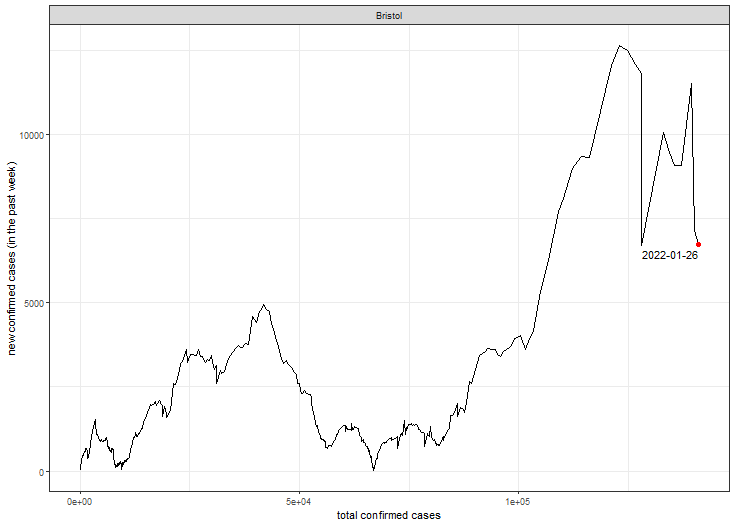 Bristol
new confirmed cases (in the past week)
10000
5000
0
2022-01-26
0e+00
5e+04
1e+05
total confirmed cases